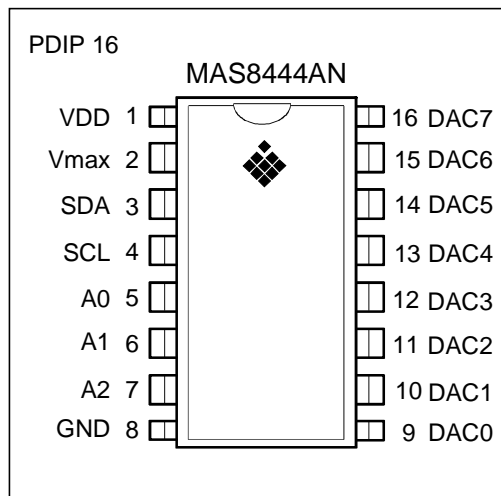 PDIP 16
MAS8444AN
VDD 1 16 DAC7
Vmax 2 15 DAC6
SDA 3 14 DAC5
SCL 4 13 DAC4
A0 5 12 DAC3
A1 6 11 DAC2
A2 7 10 DAC1
GND 8 9 DAC0